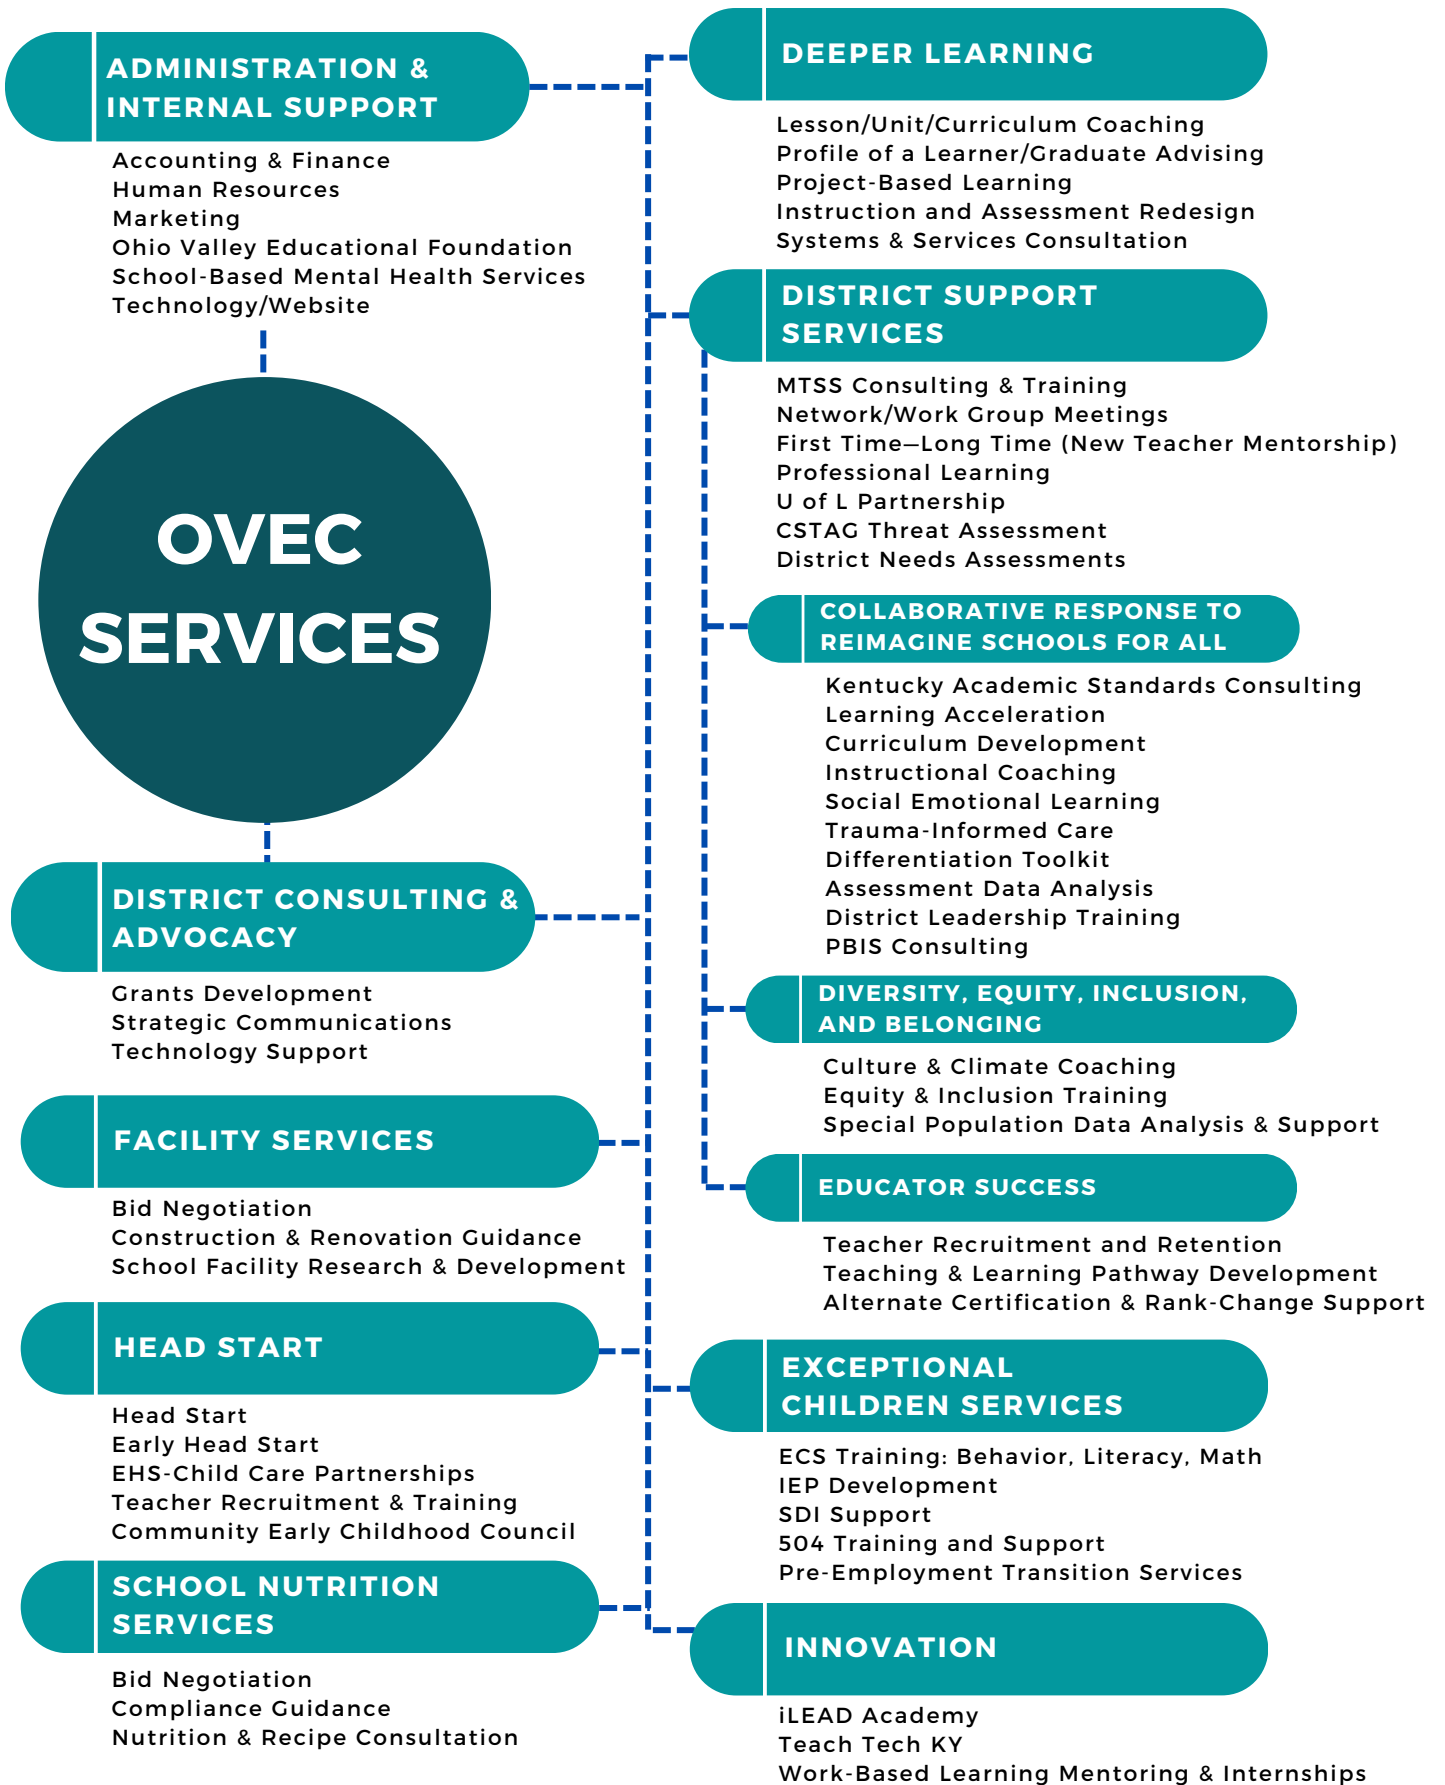 ADMINISTRATION &
INTERNAL SUPPORT
Accounting & Finance
Human Resources
Marketing
Ohio Valley Educational Foundation
School-Based Mental Health Services
Technology/Website
OVEC
SERVICES
DISTRICT CONSULTING &
ADVOCACY
Grants Development
Strategic Communications
Technology Support
FACILITY SERVICES
Bid Negotiation
Construction & Renovation Guidance
School Facility Research & Development
HEAD START
Head Start
Early Head Start
EHS-Child Care Partnerships
Teacher Recruitment & Training
Community Early Childhood Council
SCHOOL NUTRITION
SERVICES
Bid Negotiation
Compliance Guidance
Nutrition & Recipe Consultation
DEEPER LEARNING
Lesson/Unit/Curriculum Coaching
Profile of a Learner/Graduate Advising
Project-Based Learning
Instruction and Assessment Redesign
Systems & Services Consultation
DISTRICT SUPPORT
SERVICES
MTSS Consulting & Training
Network/Work Group Meetings
First Time—Long Time (New Teacher Mentorship)
Professional Learning
U of L Partnership
CSTAG Threat Assessment
District Needs Assessments
COLLABORATIVE RESPONSE TO
REIMAGINE SCHOOLS FOR ALL
Kentucky Academic Standards Consulting
Learning Acceleration
Curriculum Development
Instructional Coaching
Social Emotional Learning
Trauma-Informed Care
Differentiation Toolkit
Assessment Data Analysis
District Leadership Training
PBIS Consulting
DIVERSITY, EQUITY, INCLUSION,
AND BELONGING
Culture & Climate Coaching
Equity & Inclusion Training
Special Population Data Analysis & Support
EDUCATOR SUCCESS
Teacher Recruitment and Retention
Teaching & Learning Pathway Development
Alternate Certification & Rank-Change Support
EXCEPTIONAL
CHILDREN SERVICES
ECS Training: Behavior, Literacy, Math
IEP Development
SDI Support
504 Training and Support
Pre-Employment Transition Services
INNOVATION
iLEAD Academy
Teach Tech KY
Work-Based Learning Mentoring & Internships